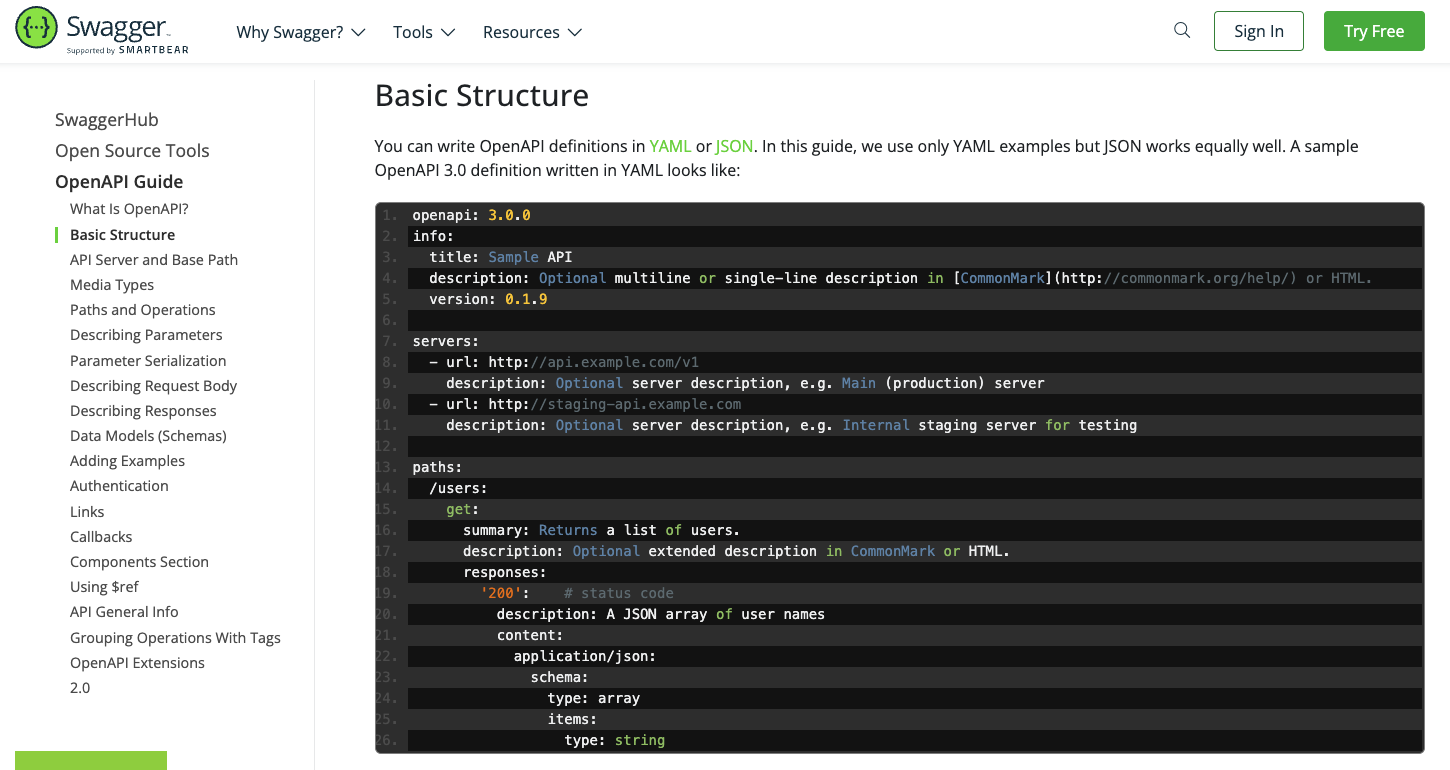 Swagger™
Supported by SMARTBEAR
Why Swagger?
Tools
Resources
Sign In
Try Free
SwaggerHub
Open Source Tools
OpenAPI Guide
What Is OpenAPI?
Basic Structure
API Server and Base Path
Media Types
Paths and Operations
Describing Parameters
Parameter Serialization
Describing Request Body
Describing Responses
Data Models (Schemas)
Adding Examples
Authentication
Links
Callbacks
Components Section
Using $ref
API General Info
Grouping Operations With Tags
OpenAPI Extensions
2.0
Basic Structure
You can write OpenAPI definitions in YAML or JSON. In this guide, we use only YAML examples but JSON works equally well. A sample
OpenAPI 3.0 definition written in YAML looks like:
1. openapi: 3.0.0
2. info:
3.   title: Sample API
4.   description: Optional multiline or single-line description in [CommonMark](http://commonmark.org/help/) or HTML.
5.   version: 0.1.9
6.
7. servers:
8.   - url: http://api.example.com/v1
9.     description: Optional server description, e.g. Main (production) server
10.   - url: http://staging-api.example.com
11.     description: Optional server description, e.g. Internal staging server for testing
12.
13. paths:
14.   /users:
15.     get:
16.       summary: Returns a list of users.
17.       description: Optional extended description in CommonMark or HTML.
18.       responses:
19.         '200':    # status code
20.           description: A JSON array of user names
21.           content:
22.             application/json:
23.               schema:
24.                 type: array
25.                 items:
26.                   type: string